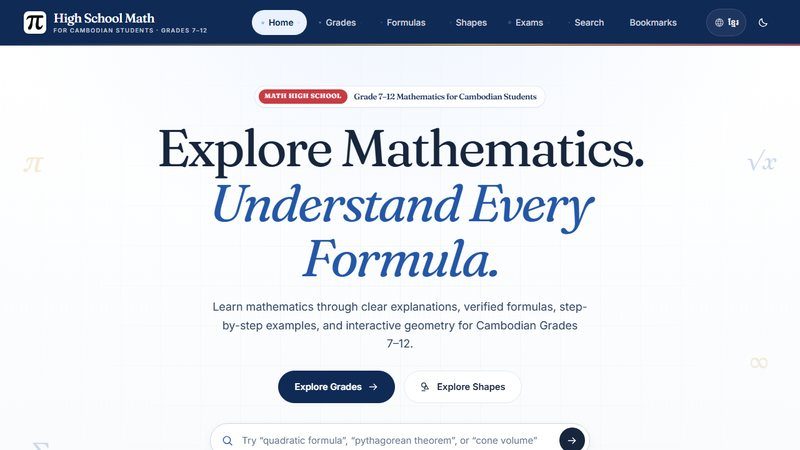 High School Math
FOR CAMBODIAN STUDENTS · GRADES 7–12
Home
Grades
Formulas
Shapes
Exams
Search
Bookmarks
ខ្មែរ
MATH HIGH SCHOOL
Grade 7–12 Mathematics for Cambodian Students
Explore Mathematics.
Understand Every
Formula.
Learn mathematics through clear explanations, verified formulas, step-
by-step examples, and interactive geometry for Cambodian Grades
7–12.
Explore Grades →
Explore Shapes
Try “quadratic formula”, “pythagorean theorem”, or “cone volume”
π
π
√x
∞
Σ